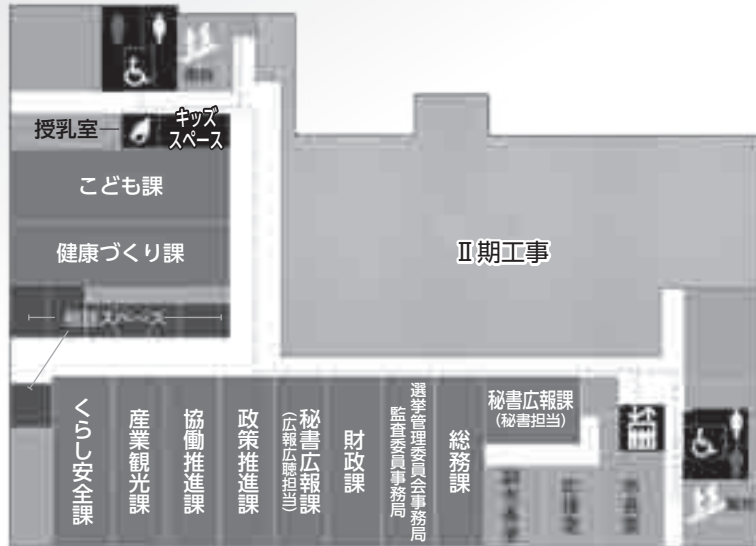 授乳室
キッズ
スペース
こども課
健康づくり課
Ⅱ期工事
くらし安全課
産業観光課
協働推進課
政策推進課
秘書広報課
(広報広聴担当)
財政課
選挙管理委員会事務局
監査委員事務局
総務課
秘書広報課
(秘書担当)